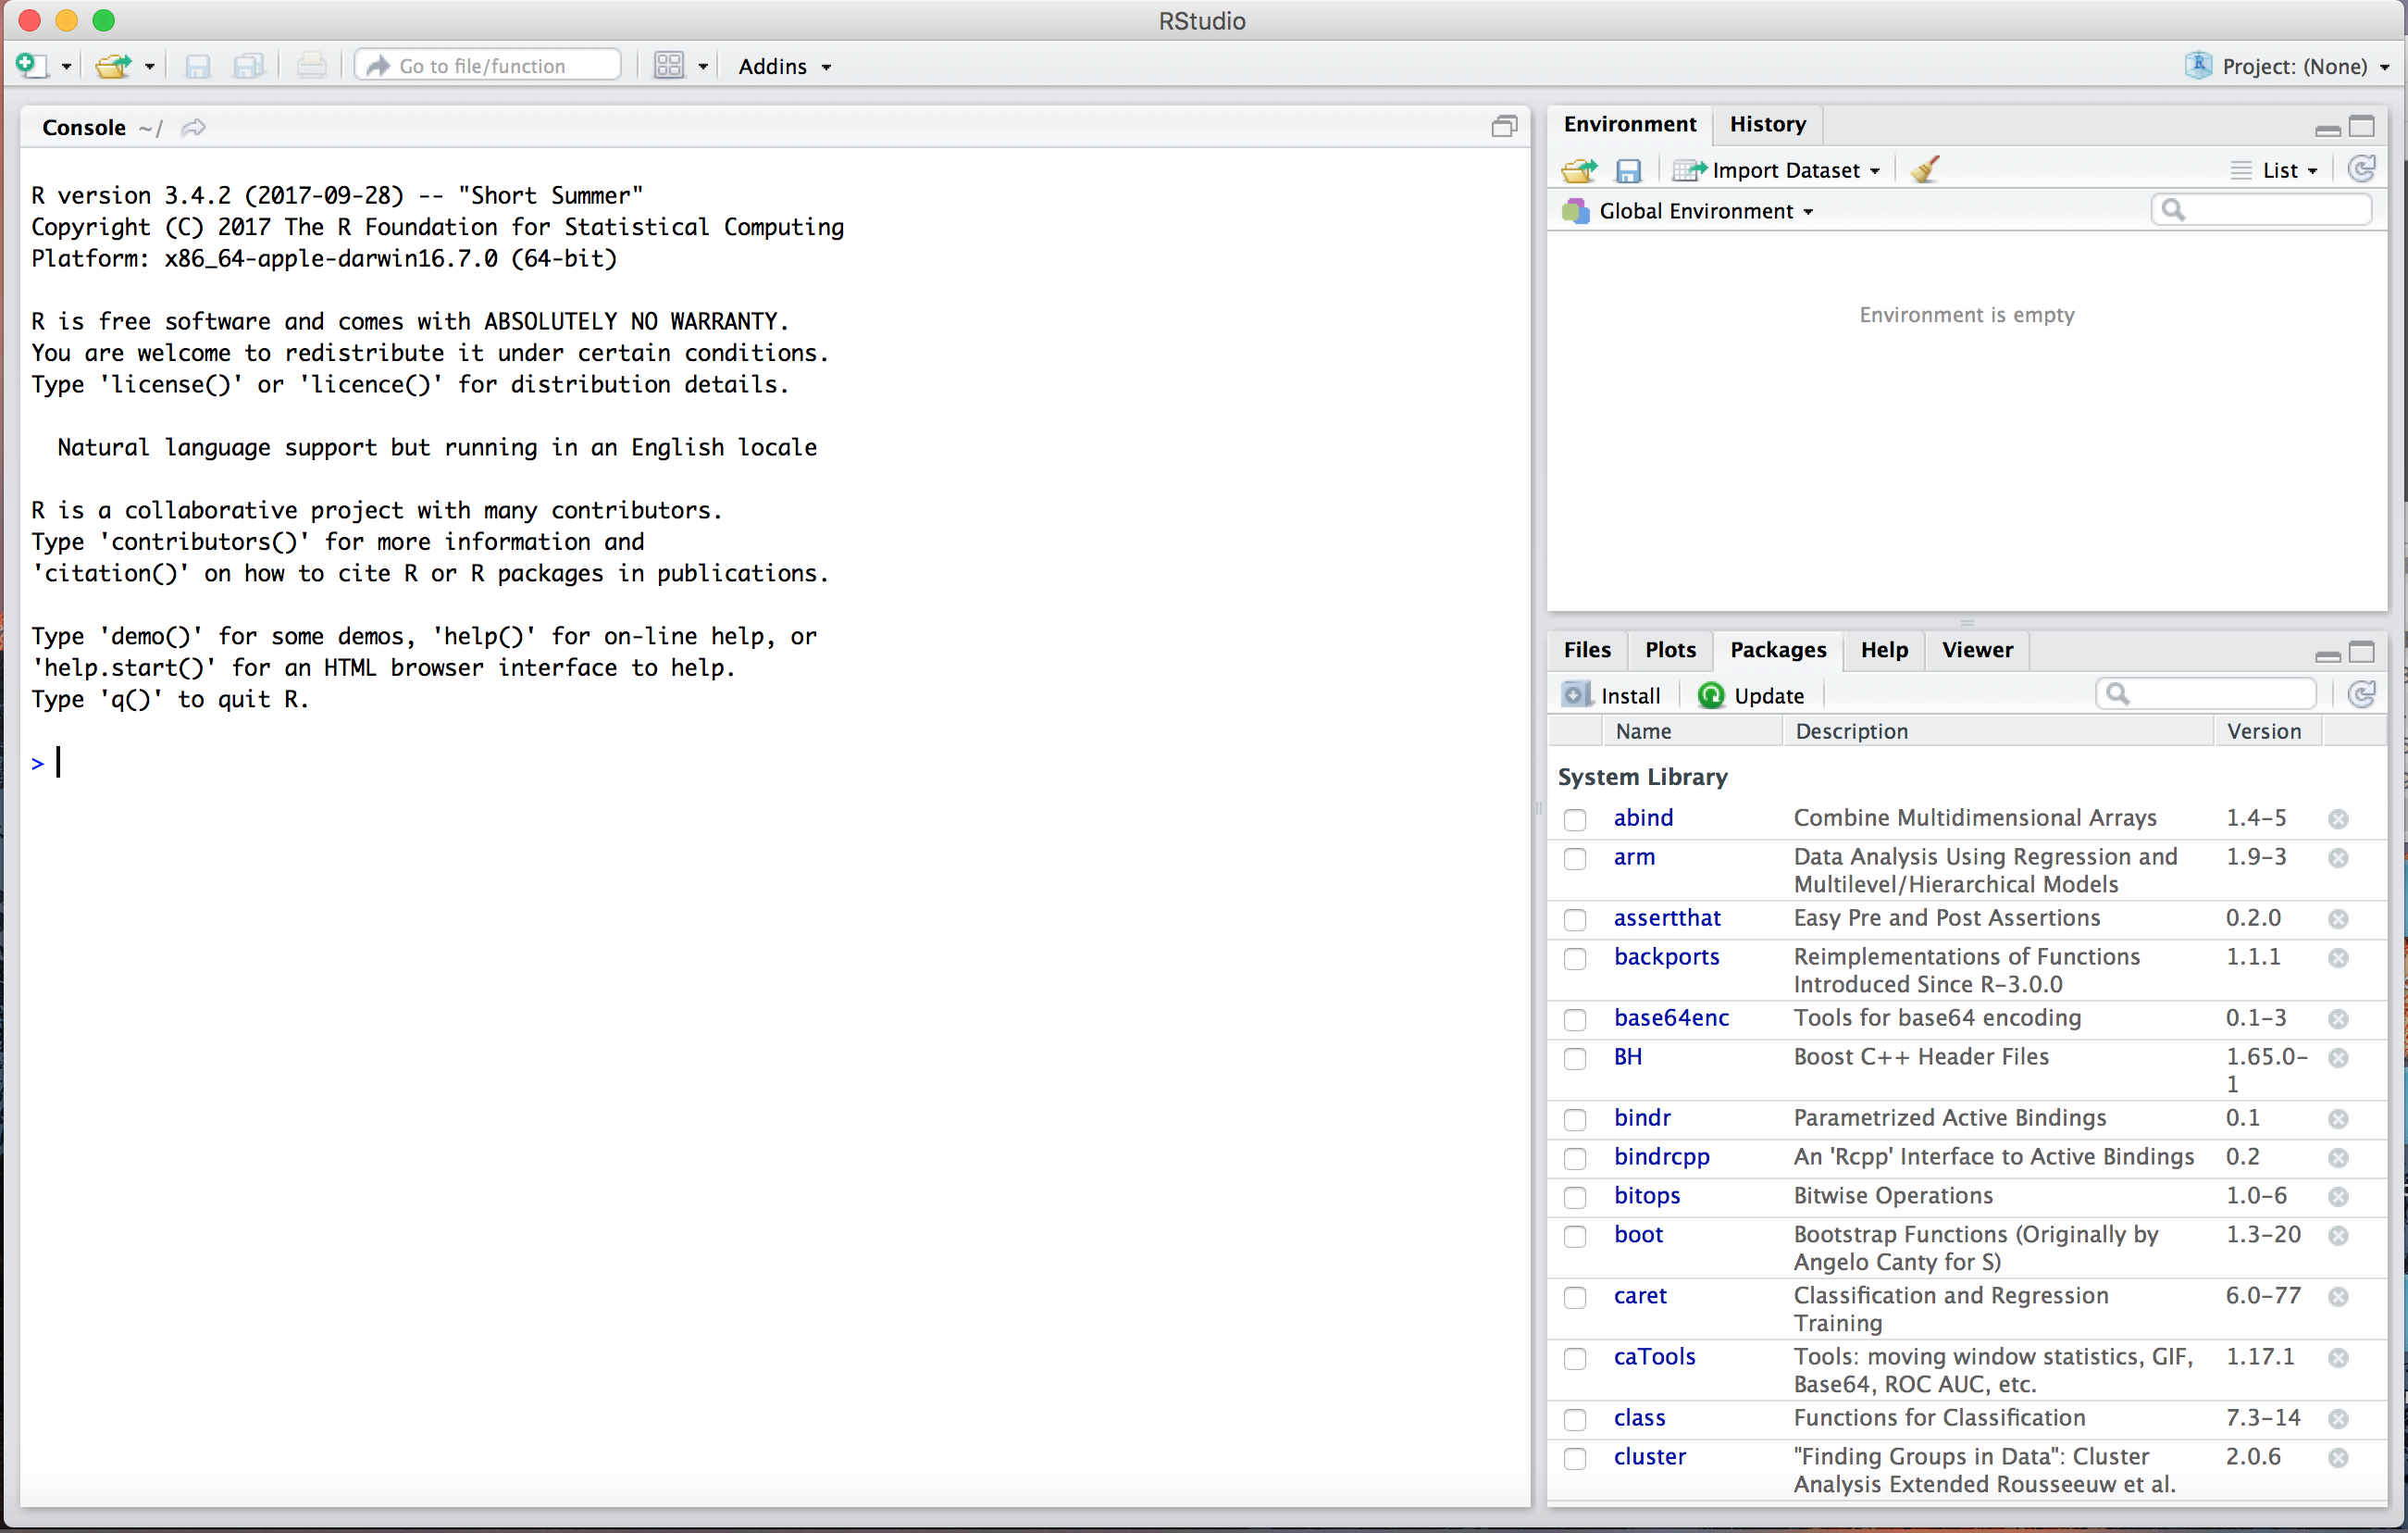 RStudio
Go to file/function
Addins
Project: (None)
Console ~/
R version 3.4.2 (2017-09-28) -- "Short Summer"
Copyright (C) 2017 The R Foundation for Statistical Computing
Platform: x86_64-apple-darwin16.7.0 (64-bit)
R is free software and comes with ABSOLUTELY NO WARRANTY.
You are welcome to redistribute it under certain conditions.
Type 'license()' or 'licence()' for distribution details.
Natural language support but running in an English locale
R is a collaborative project with many contributors.
Type 'contributors()' for more information and
'citation()' on how to cite R or R packages in publications.
Type 'demo()' for some demos, 'help()' for on-line help, or
'help.start()' for an HTML browser interface to help.
Type 'q()' to quit R.
>
Environment History
Import Dataset List
Global Environment
Environment is empty
Files Plots Packages Help Viewer
Install Update
Name Description Version
System Library
abind Combine Multidimensional Arrays 1.4-5
arm Data Analysis Using Regression and 1.9-3
Multilevel/Hierarchical Models
assertthat Easy Pre and Post Assertions 0.2.0
backports Reimplementations of Functions 1.1.1
Introduced Since R-3.0.0
base64enc Tools for base64 encoding 0.1-3
BH Boost C++ Header Files 1.65.0-
1
bindr Parametrized Active Bindings 0.1
bindrcpp An 'Rcpp' Interface to Active Bindings 0.2
bitops Bitwise Operations 1.0-6
boot Bootstrap Functions (Originally by 1.3-20
Angelo Canty for S)
caret Classification and Regression 6.0-77
Training
caTools Tools: moving window statistics, GIF, 1.17.1
Base64, ROC AUC, etc.
class Functions for Classification 7.3-14
cluster "Finding Groups in Data": Cluster 2.0.6
Analysis Extended Rousseeuw et al.